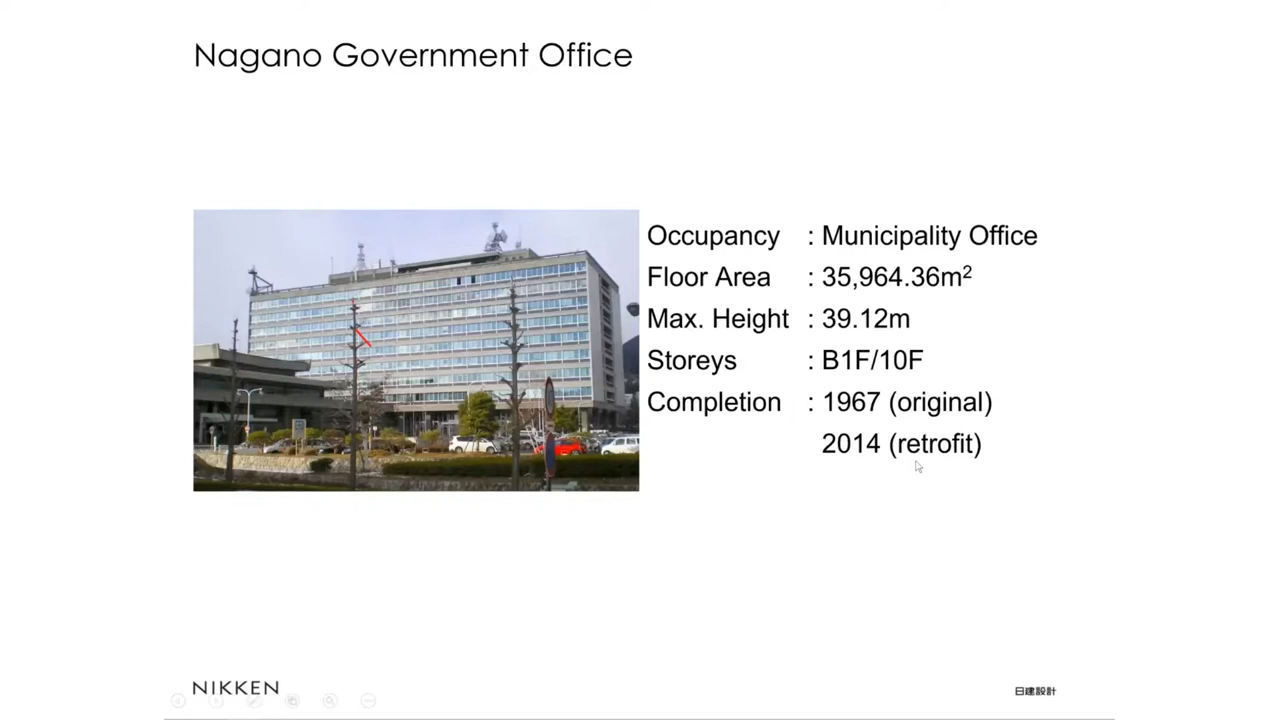 Nagano Government Office
Occupancy : Municipality Office
Floor Area : 35,964.36m²
Max. Height : 39.12m
Storeys : B1F/10F
Completion : 1967 (original)
2014 (retrofit)
NIKKEN
日建設計